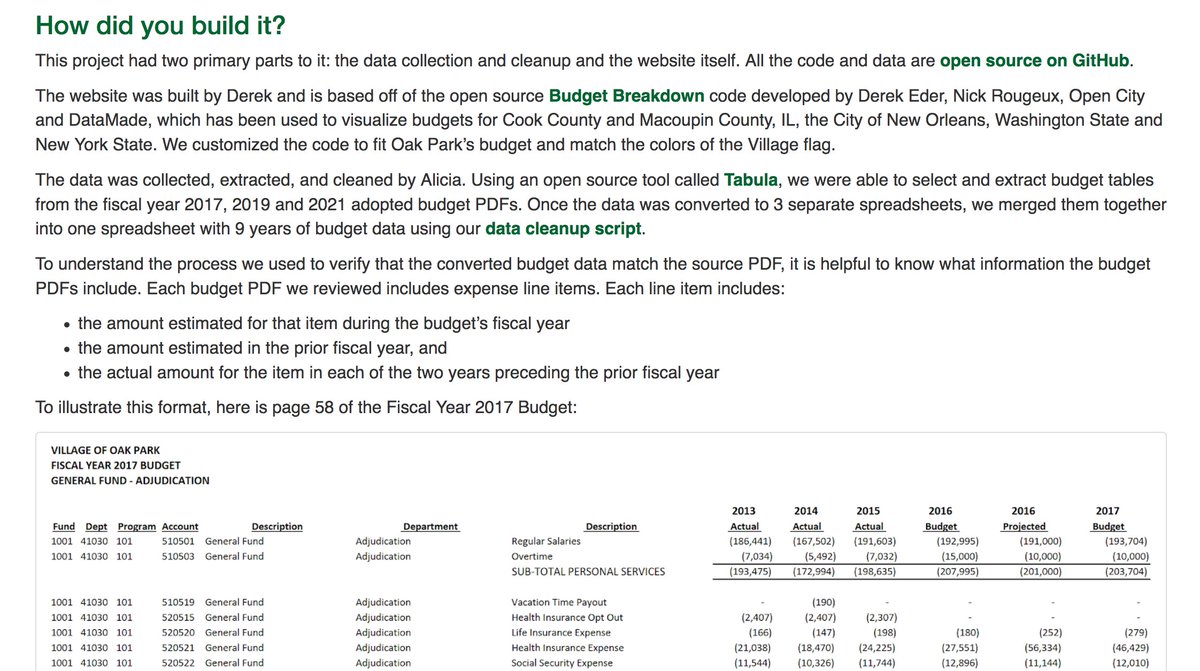 How did you build it?
This project had two primary parts to it: the data collection and cleanup and the website itself. All the code and data are open source on GitHub.
The website was built by Derek and is based off of the open source Budget Breakdown code developed by Derek Eder, Nick Rougeux, Open City
and DataMade, which has been used to visualize budgets for Cook County and Macoupin County, IL, the City of New Orleans, Washington State and
New York State. We customized the code to fit Oak Park’s budget and match the colors of the Village flag.
The data was collected, extracted, and cleaned by Alicia. Using an open source tool called Tabula, we were able to select and extract budget tables
from the fiscal year 2017, 2019 and 2021 adopted budget PDFs. Once the data was converted to 3 separate spreadsheets, we merged them together
into one spreadsheet with 9 years of budget data using our data cleanup script.
To understand the process we used to verify that the converted budget data match the source PDF, it is helpful to know what information the budget
PDFs include. Each budget PDF we reviewed includes expense line items. Each line item includes:
• the amount estimated for that item during the budget’s fiscal year
• the amount estimated in the prior fiscal year, and
• the actual amount for the item in each of the two years preceding the prior fiscal year
To illustrate this format, here is page 58 of the Fiscal Year 2017 Budget:
VILLAGE OF OAK PARK
FISCAL YEAR 2017 BUDGET
GENERAL FUND - ADJUDICATION
2013 2014 2015 2016 2016 2017
Fund Dept Program Account Description Department Description Actual Actual Actual Budget Projected Budget
1001 41030 101 510501 General Fund Adjudication Regular Salaries (186,441) (167,502) (191,603) (192,995) (191,000) (193,704)
1001 41030 101 510503 General Fund Adjudication Overtime (7,034) (5,492) (7,032) (15,000) (10,000) (10,000)
SUB-TOTAL PERSONAL SERVICES (193,475) (172,994) (198,635) (207,995) (201,000) (203,704)
1001 41030 101 510519 General Fund Adjudication Vacation Time Payout - (190) - - - -
1001 41030 101 520515 General Fund Adjudication Health Insurance Opt Out (2,407) (2,407) (2,307) - - -
1001 41030 101 520520 General Fund Adjudication Life Insurance Expense (166) (147) (198) (180) (252) (279)
1001 41030 101 520521 General Fund Adjudication Health Insurance Expense (21,038) (18,470) (24,225) (27,551) (56,334) (46,429)
1001 41030 101 520522 General Fund Adjudication Social Security Expense (11,544) (10,326) (11,744) (12,896) (11,144) (12,010)